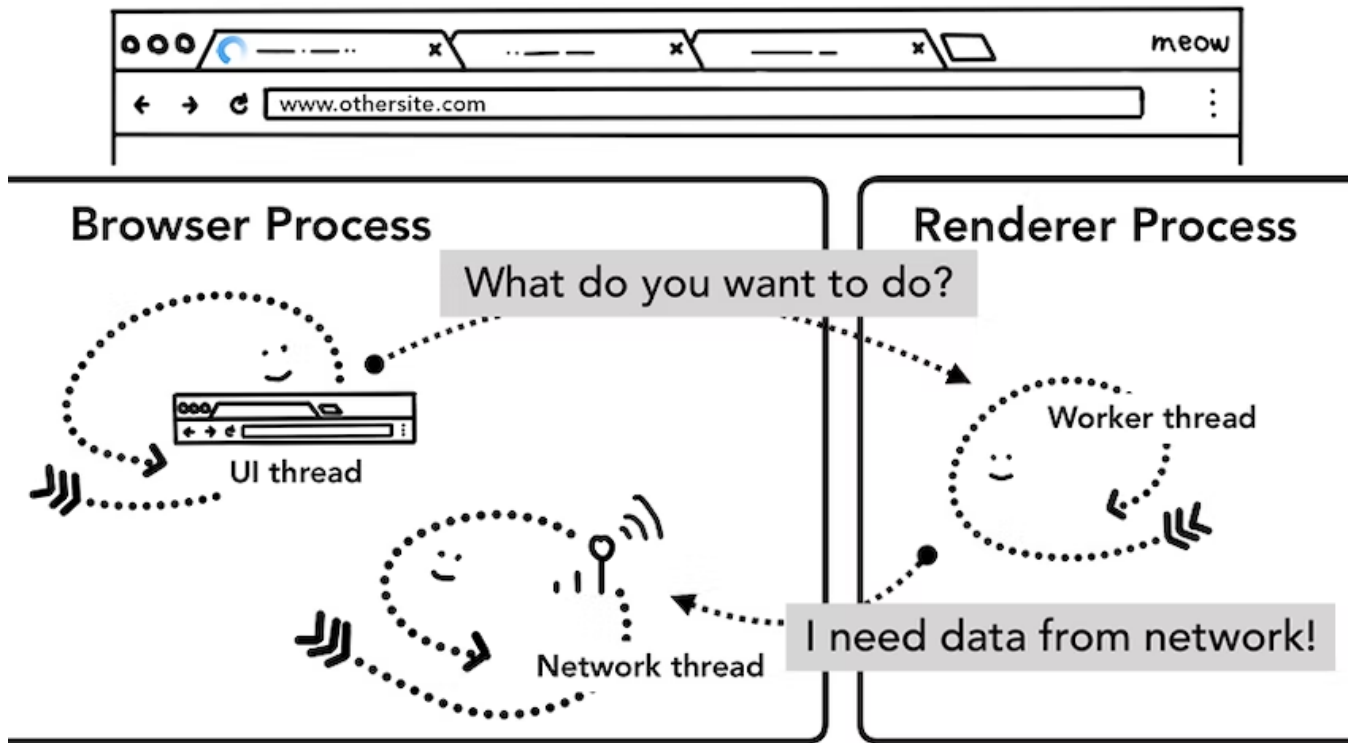 meow
www.othersite.com
Browser Process
Renderer Process
What do you want to do?
Worker thread
UI thread
I need data from network!
Network thread